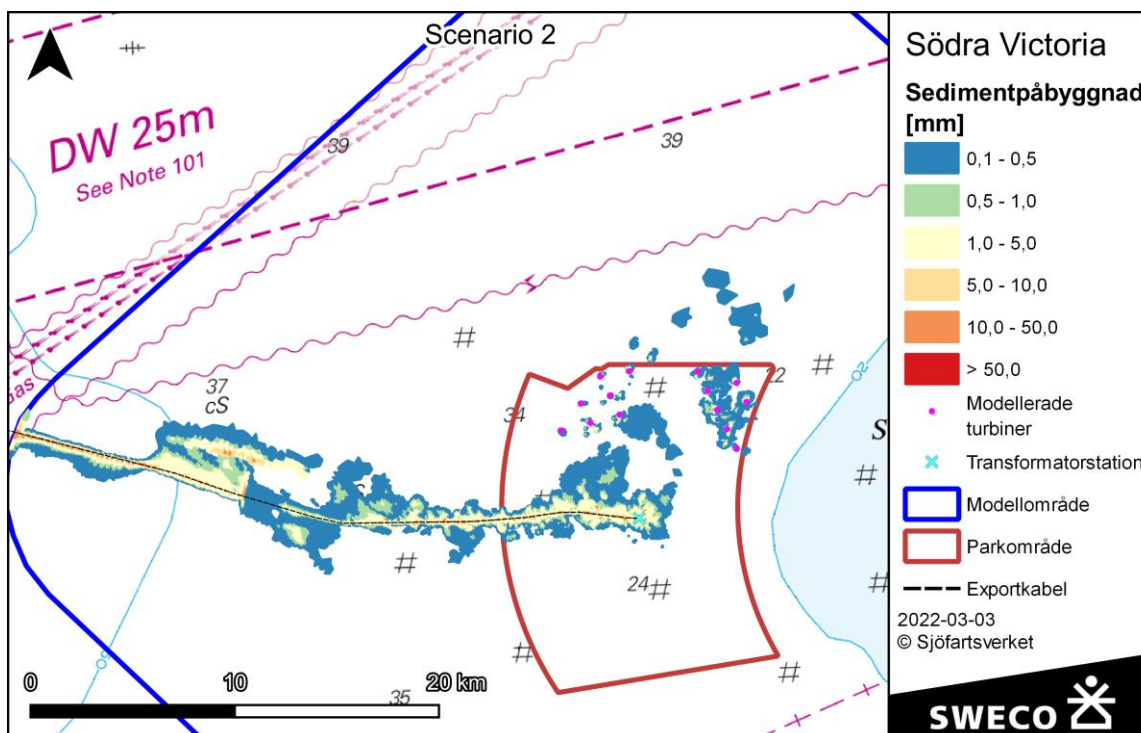 Scenario 2
DW 25m
See Note 101
39
39
37
cS
34
22
20
S
24
50
35
0 10 20 km
Södra Victoria
Sedimentpåbyggnad
[mm]
0,1 - 0,5
0,5 - 1,0
1,0 - 5,0
5,0 - 10,0
10,0 - 50,0
> 50,0
Modellerade
turbiner
Transformatorstation
Modellområde
Parkområde
Exportkabel
2022-03-03
© Sjöfartsverket
SWECO